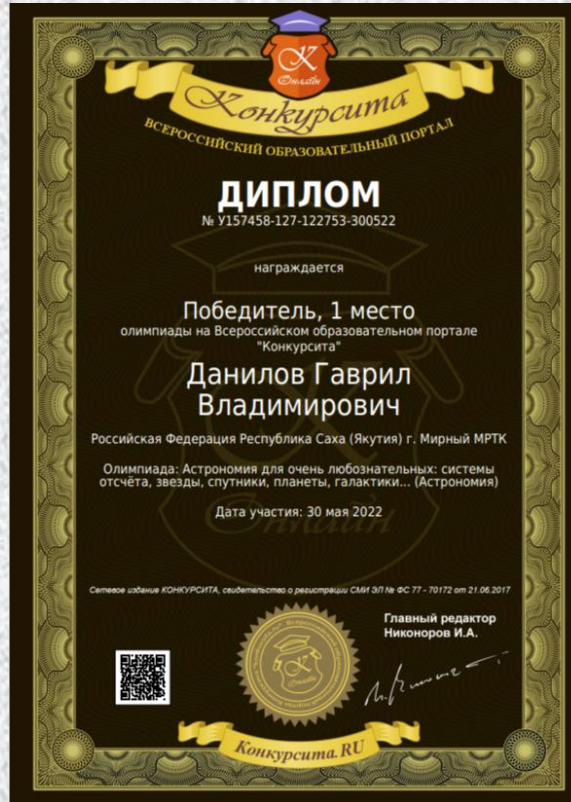 К
Онлайн
Конкурсита
ВСЕРОССИЙСКИЙ ОБРАЗОВАТЕЛЬНЫЙ ПОРТАЛ
ДИПЛОМ
№ У157458-127-122753-300522
награждается
Победитель, 1 место
олимпиады на Всероссийском образовательном портале
"Конкурсита"
Данилов Гаврил
Владимирович
Российская Федерация Республика Саха (Якутия) г. Мирный МРТК
Олимпиада: Астрономия для очень любознательных: системы
отсчёта, звезды, спутники, планеты, галактики... (Астрономия)
Онлайн
Дата участия: 30 мая 2022
Сетевое издание КОНКУРСИТА, свидетельство о регистрации СМИ ЭЛ № ФС 77 - 70172 от 21.06.2017
Главный редактор
Никоноров И.А.
К
Онлайн
Конкурсита.RU